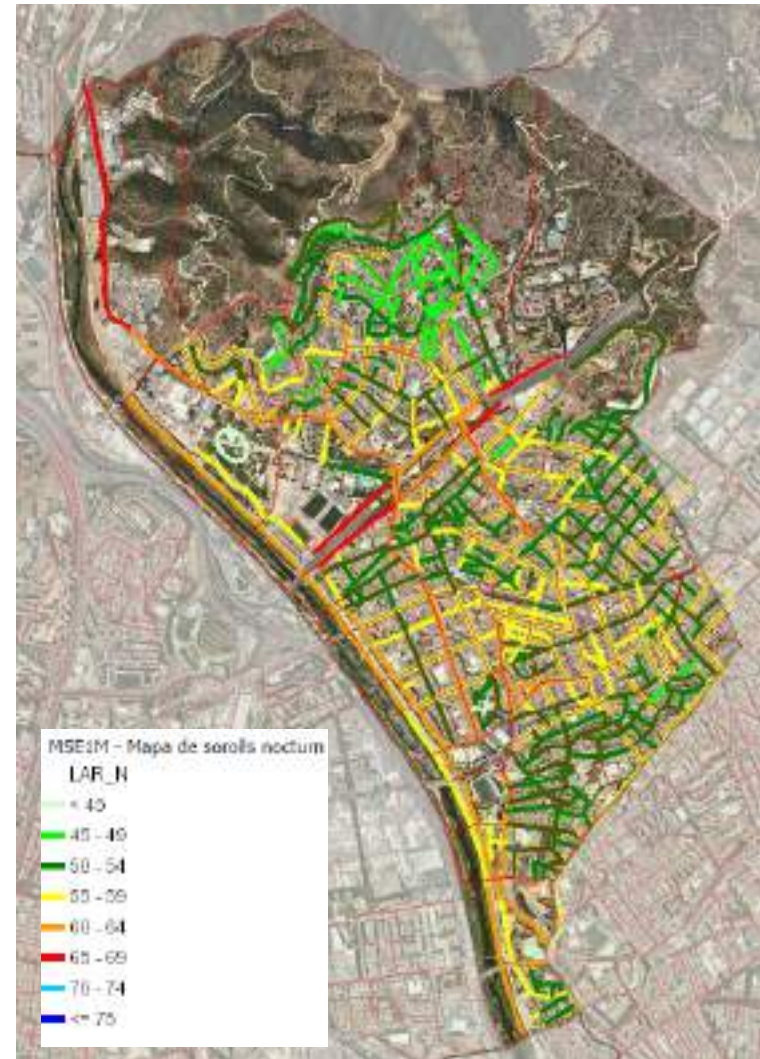 MSE1M - Mapa de sorolls nocturn
LAR_N
< 45
45 - 49
50 - 54
55 - 59
60 - 64
65 - 69
70 - 74
<= 75